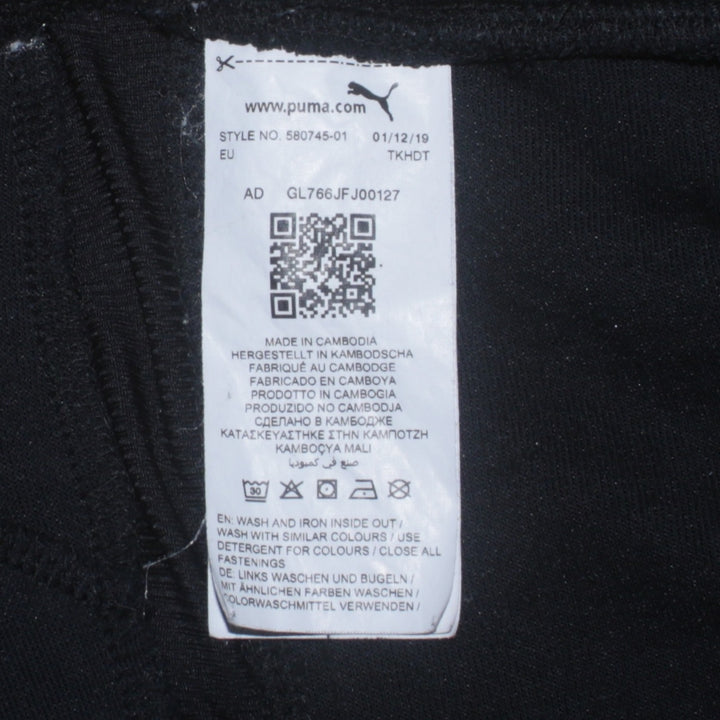 www.puma.com
STYLE NO. 580745-01 01/12/19
EU TKHDT
AD GL766JFJ00127
MADE IN CAMBODIA
HERGESTELLT IN KAMBODSCHA
FABRIQUÉ AU CAMBODGE
FABRICADO EN CAMBOYA
PRODOTTO IN CAMBOGIA
PRODUZIDO NO CAMBODJA
СДЕЛАНО В КАМБОДЖЕ
ΚΑΤΑΣΚΕΥΑΣΤΗΚΕ ΣΤΗΝ ΚΑΜΠΟΤΖΗ
KAMBOÇYA MALI
صنع في كمبوديا
30
EN: WASH AND IRON INSIDE OUT /
WASH WITH SIMILAR COLOURS / USE
DETERGENT FOR COLOURS / CLOSE ALL
FASTENINGS
DE: LINKS WASCHEN UND BÜGELN /
MIT ÄHNLICHEN FARBEN WASCHEN /
COLORWASCHMITTEL VERWENDEN /